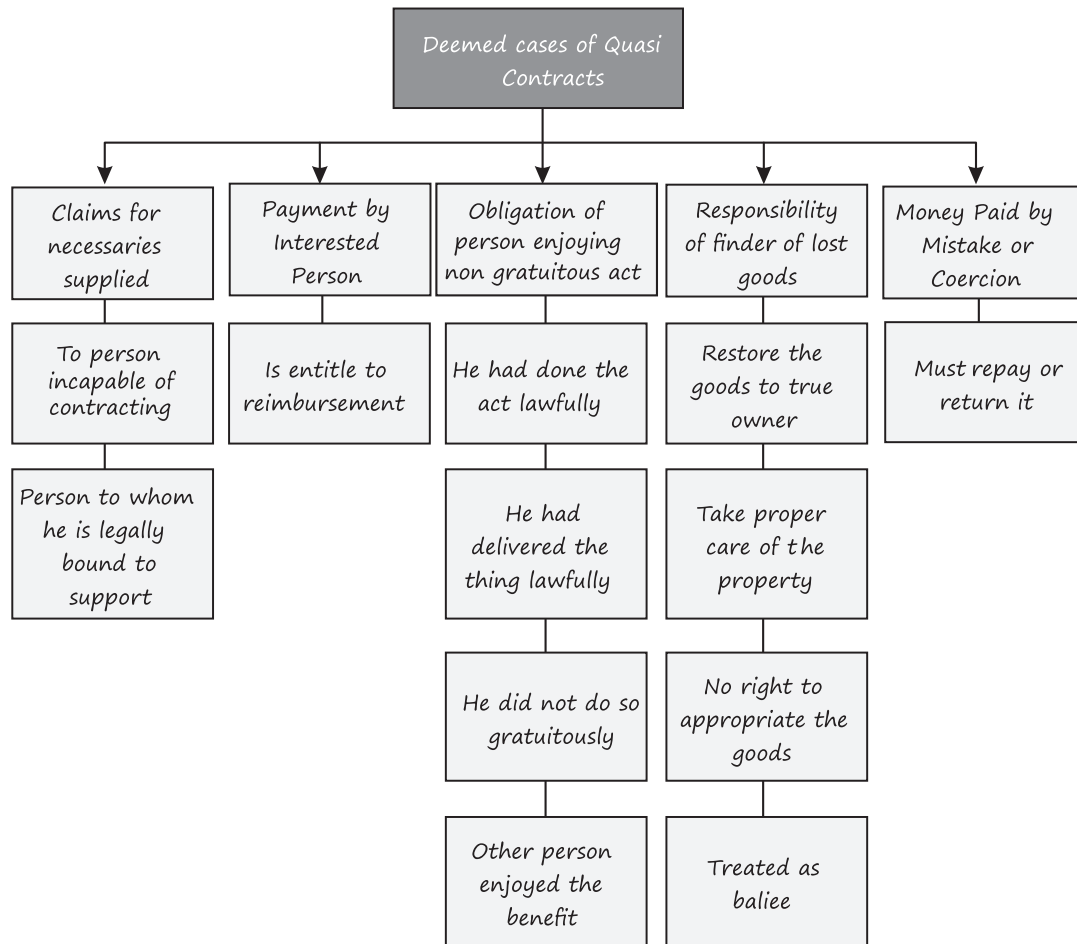 Deemed cases of Quasi
Contracts
Claims for
necessaries
supplied
Payment by
Interested
Person
Obligation of
person enjoying
non gratuitous act
Responsibility
of finder of lost
goods
Money Paid by
Mistake or
Coercion
To person
incapable of
contracting
Is entitle to
reimbursement
He had done the
act lawfully
Restore the
goods to true
owner
Must repay or
return it
Person to whom
he is legally
bound to
support
He had
delivered the
thing lawfully
Take proper
care of the
property
He did not do so
gratuitously
No right to
appropriate the
goods
Other person
enjoyed the
benefit
Treated as
baliee